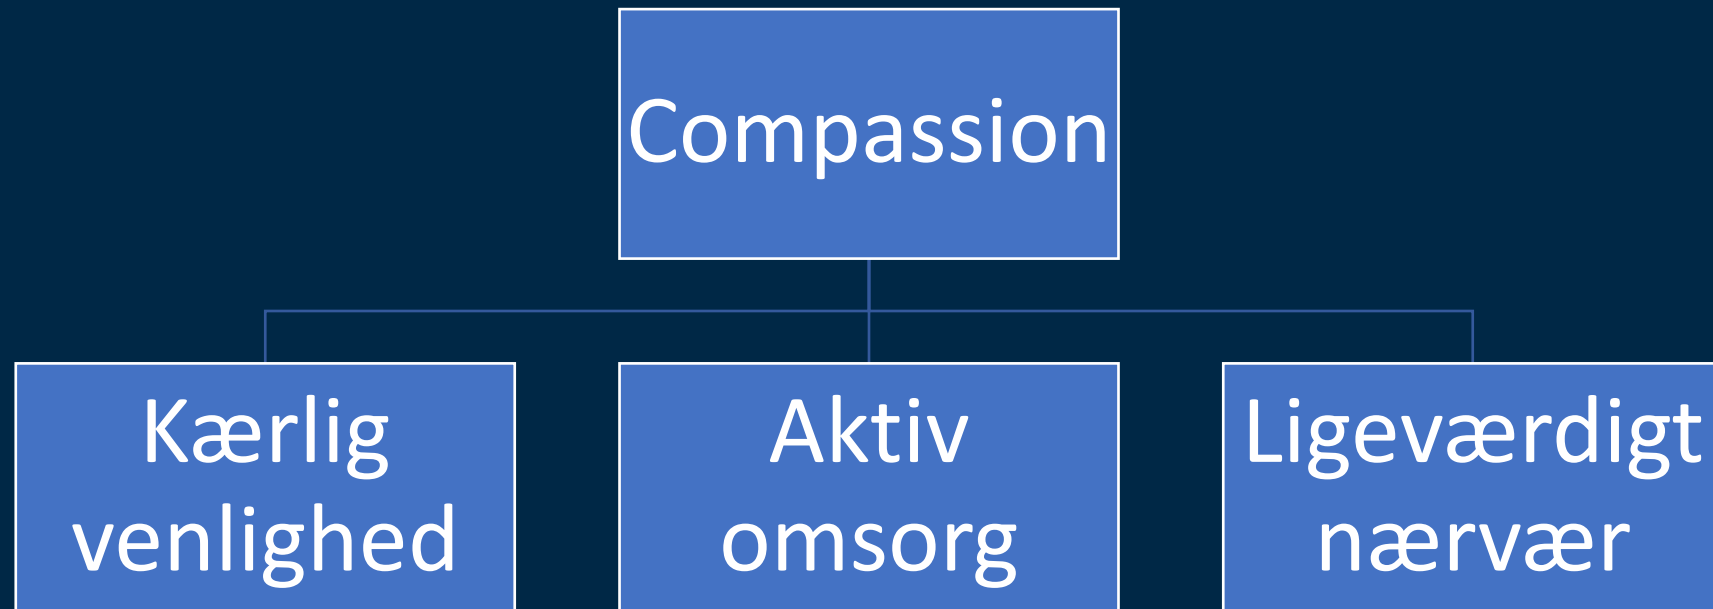 Compassion
Kærlig
venlighed
Aktiv
omsorg
Ligeværdigt
nærvær